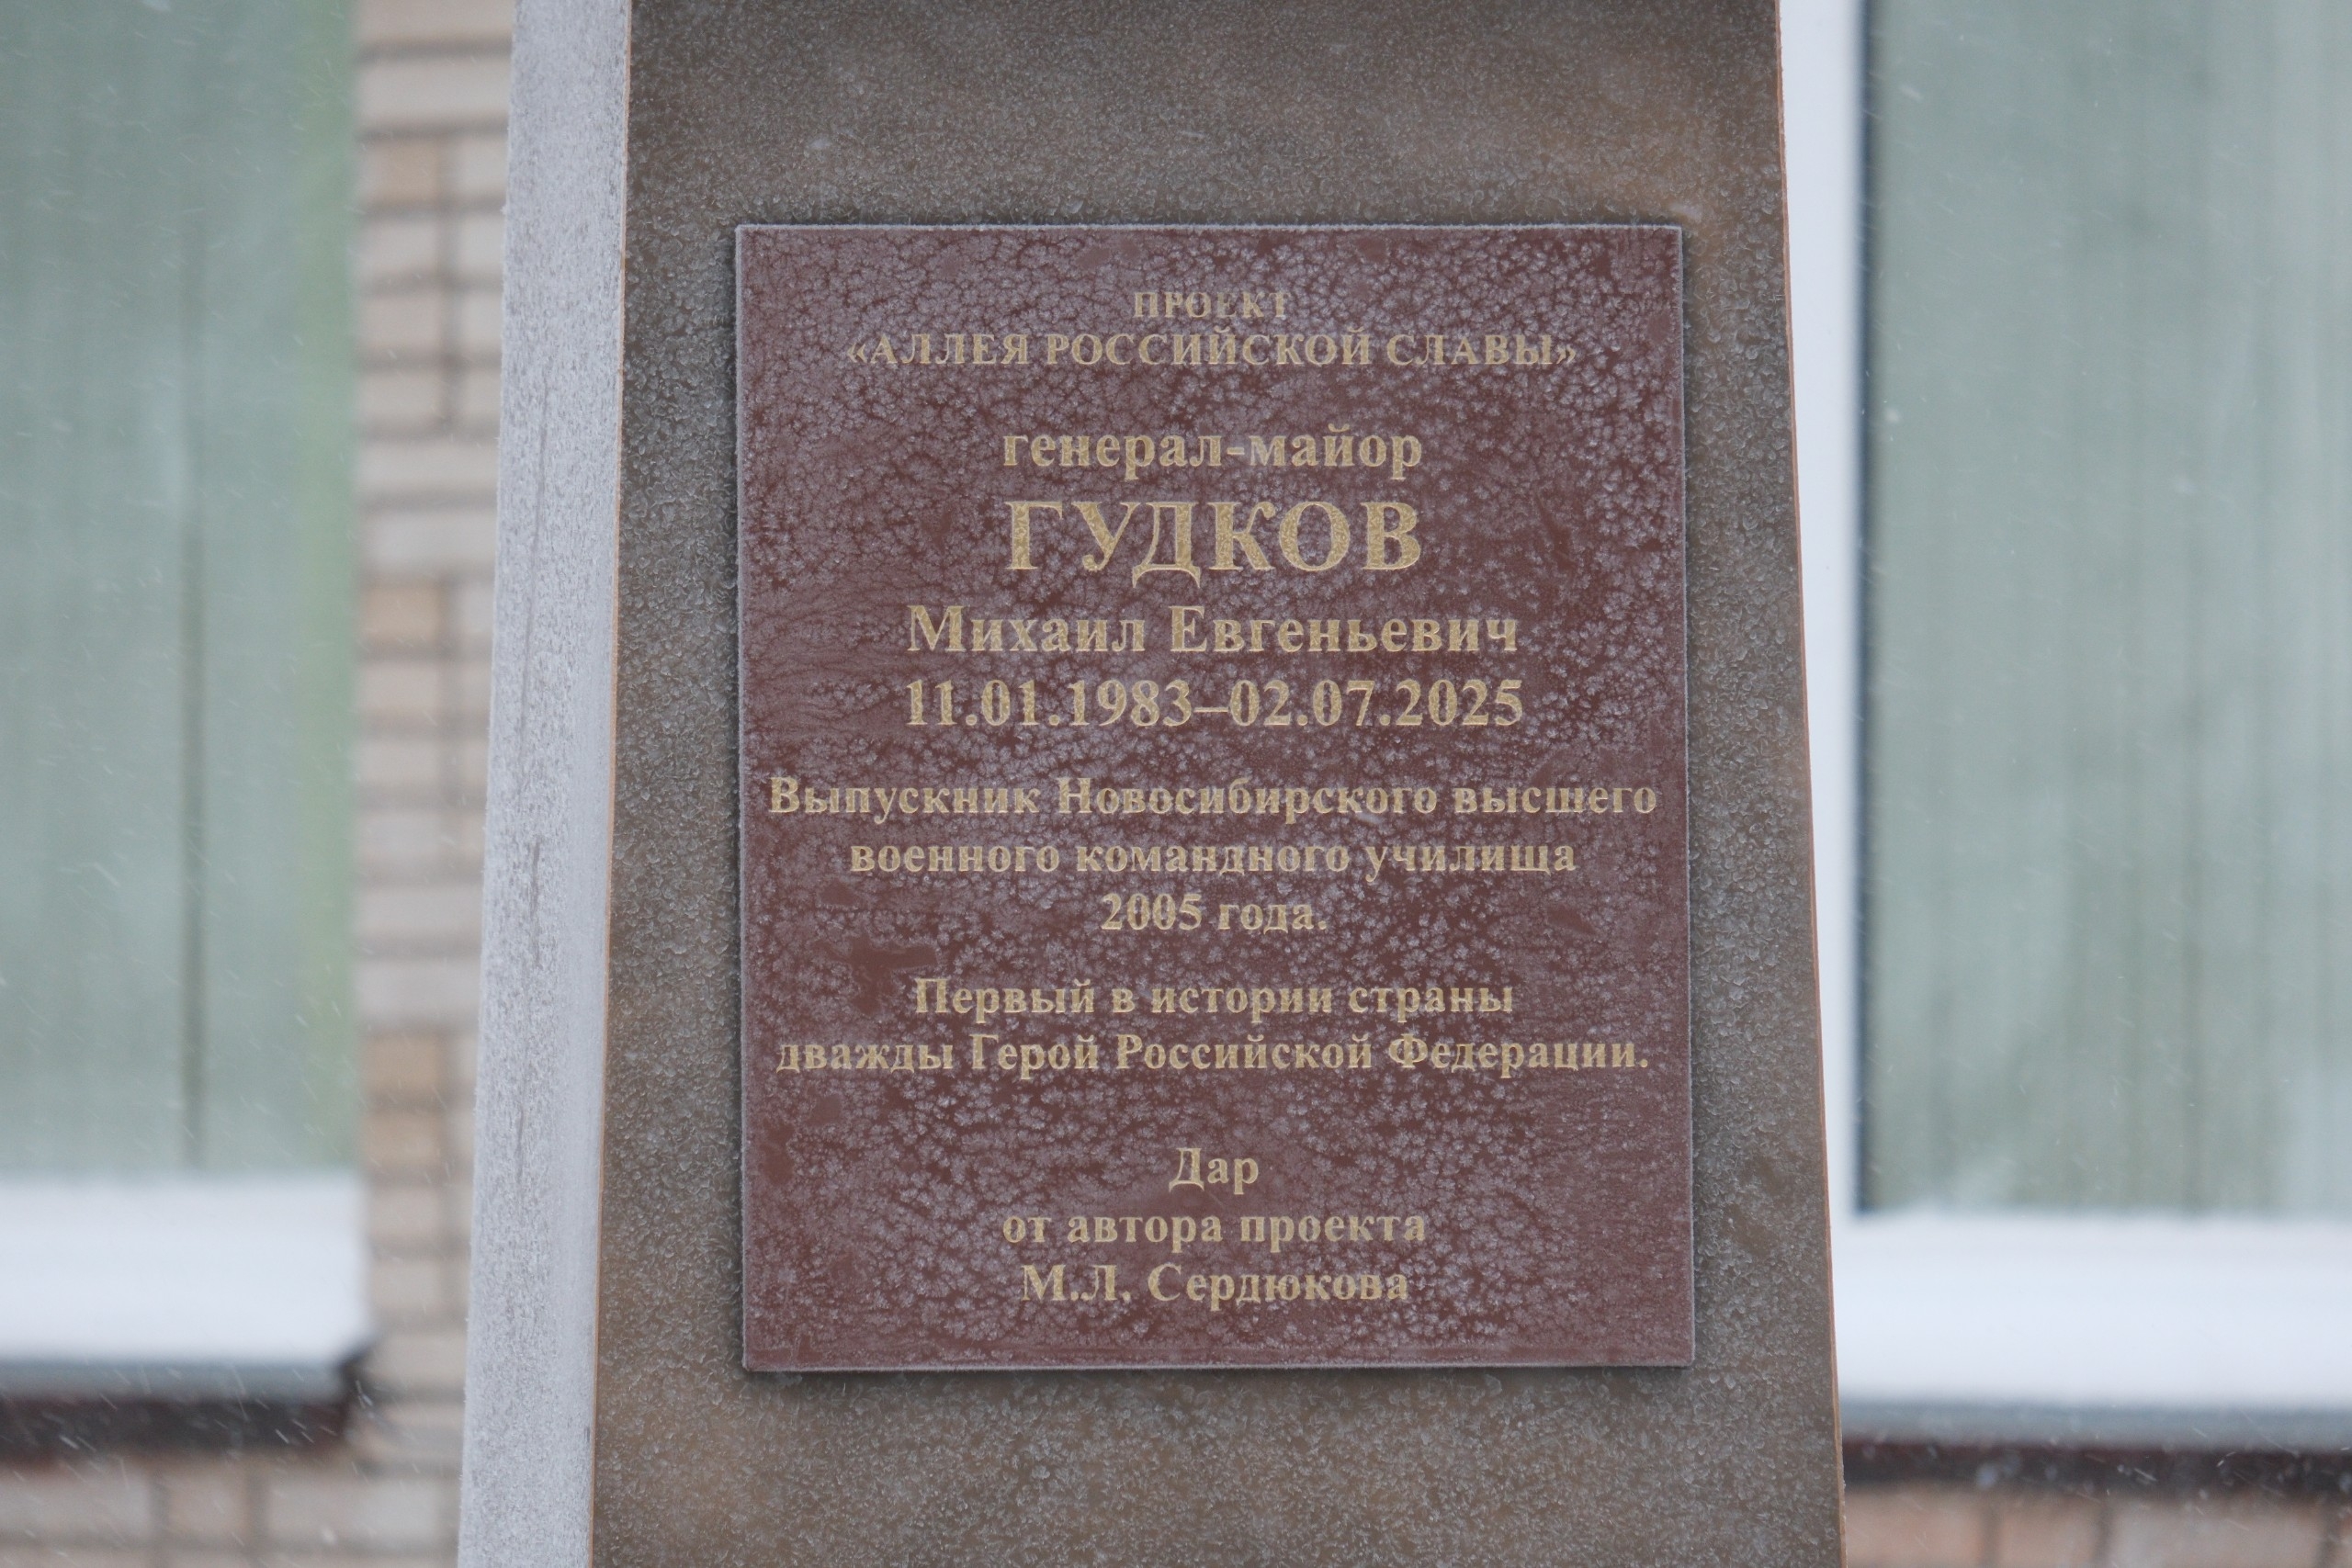 ПРОЕКТ
«АЛЛЕЯ РОССИЙСКОЙ СЛАВЫ»
генерал-майор
ГУДКОВ
Михаил Евгеньевич
11.01.1983–02.07.2025
Выпускник Новосибирского высшего
военного командного училища
2005 года.
Первый в истории страны
дважды Герой Российской Федерации.
Дар
от автора проекта
М.Л. Сердюкова